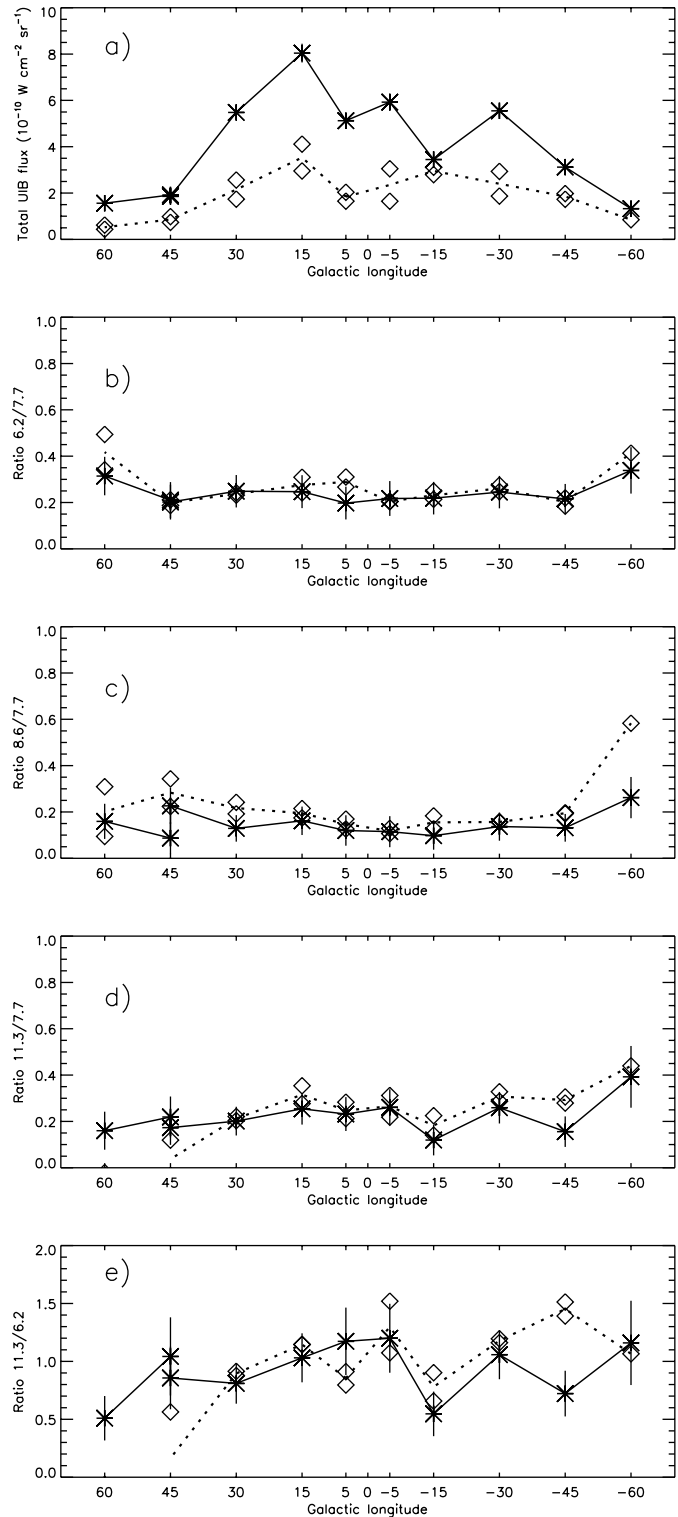 a)
Total UIB flux (10⁻¹⁰ W cm⁻² sr⁻¹)
10
8
6
4
2
0
60 45 30 15 5 0 −5 −15 −30 −45 −60
Galactic longitude
b)
Ratio 6.2/7.7
1.0
0.8
0.6
0.4
0.2
0.0
60 45 30 15 5 0 −5 −15 −30 −45 −60
Galactic longitude
c)
Ratio 8.6/7.7
1.0
0.8
0.6
0.4
0.2
0.0
60 45 30 15 5 0 −5 −15 −30 −45 −60
Galactic longitude
d)
Ratio 11.3/7.7
1.0
0.8
0.6
0.4
0.2
0.0
60 45 30 15 5 0 −5 −15 −30 −45 −60
Galactic longitude
e)
Ratio 11.3/6.2
2.0
1.5
1.0
0.5
0.0
60 45 30 15 5 0 −5 −15 −30 −45 −60
Galactic longitude